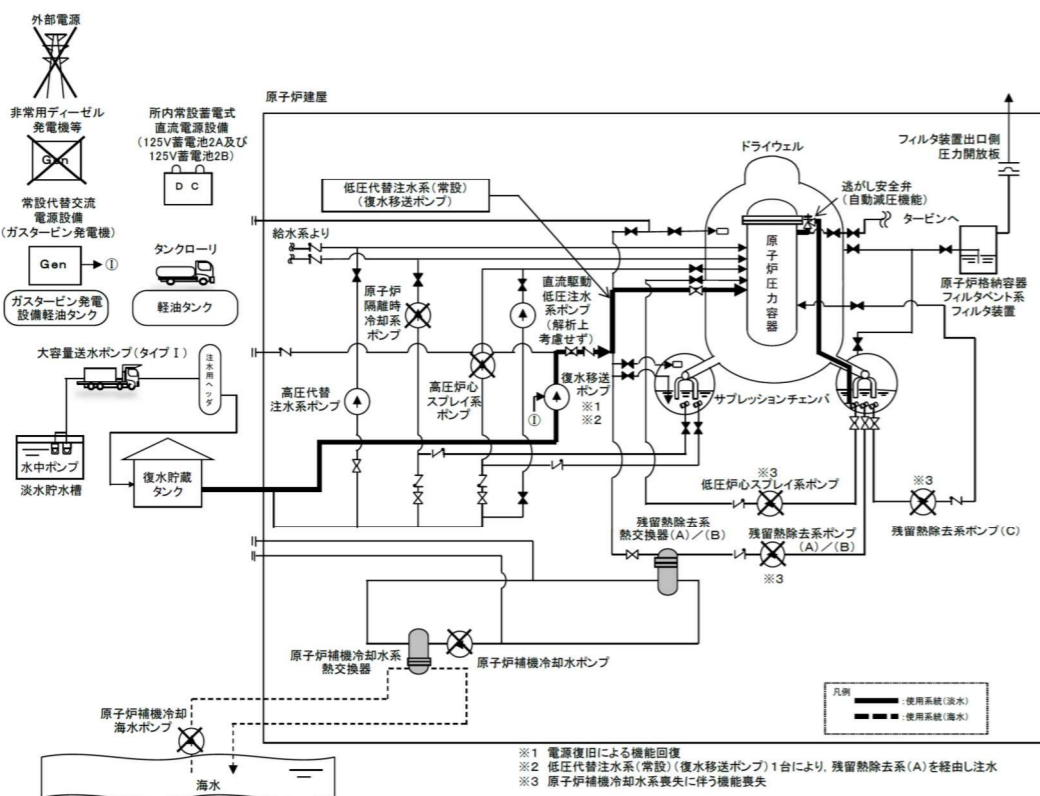 外部電源
非常用ディーゼル
発電機等
Gen
所内常設蓄電式
直流電源設備
(125V蓄電池2A及び
125V蓄電池2B)
D C
常設代替交流
電源設備
(ガスタービン発電機)
Gen
①
ガスタービン発電
設備軽油タンク
タンクローリ
軽油タンク
大容量送水ポンプ(タイプⅠ)
注水用ヘッダ
水中ポンプ
淡水貯水槽
復水貯蔵
タンク
原子炉建屋
低圧代替注水系(常設)
(復水移送ポンプ)
給水系より
原子炉
隔離時
冷却系
ポンプ
高圧代替
注水系ポンプ
高圧炉心
スプレイ系
ポンプ
直流駆動
低圧注水
系ポンプ
(解析上
考慮せず)
復水移送
ポンプ
※1
※2
①
ドライウェル
原子炉圧力容器
逃がし安全弁
(自動減圧機能)
タービンへ
フィルタ装置出口側
圧力開放板
原子炉格納容器
フィルタベント系
フィルタ装置
サプレッションチェンバ
※3
低圧炉心スプレイ系ポンプ
※3
残留熱除去系ポンプ(C)
残留熱除去系
熱交換器(A)/(B)
残留熱除去系ポンプ
(A)/(B)
※3
原子炉補機冷却水系
熱交換器
原子炉補機冷却水ポンプ
原子炉補機冷却
海水ポンプ
海水
凡例
:使用系統(淡水)
:使用系統(海水)
※1 電源復旧による機能回復
※2 低圧代替注水系(常設)(復水移送ポンプ)1台により,残留熱除去系(A)を経由し注水
※3 原子炉補機冷却水系喪失に伴う機能喪失